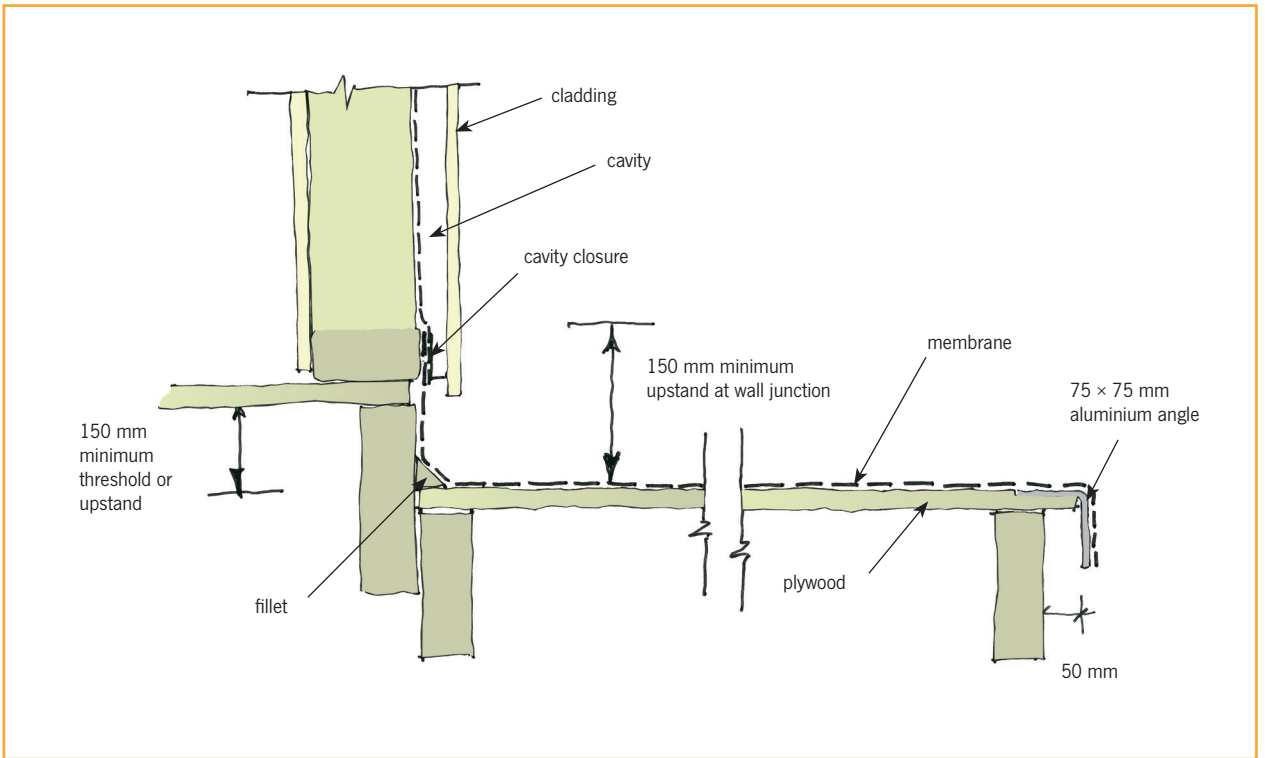 cladding
cavity
cavity closure
150 mm minimum
upstand at wall junction
membrane
75 × 75 mm
aluminium angle
150 mm
minimum
threshold or
upstand
fillet
plywood
50 mm